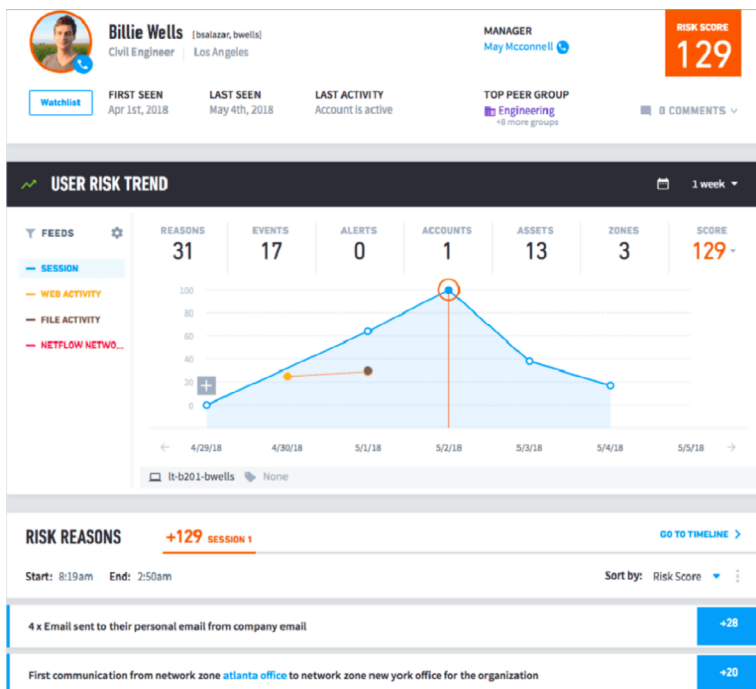 Billie Wells [bsalazar, bwells]
Civil Engineer Los Angeles
MANAGER
May Mcconnell
RISK SCORE
129
Watchlist
FIRST SEEN
Apr 1st, 2018
LAST SEEN
May 4th, 2018
LAST ACTIVITY
Account is active
TOP PEER GROUP
Engineering
+8 more groups
0 COMMENTS
USER RISK TREND
1 week
FEEDS
SESSION
WEB ACTIVITY
FILE ACTIVITY
NETFLOW NETWO...
REASONS
31
EVENTS
17
ALERTS
0
ACCOUNTS
1
ASSETS
13
ZONES
3
SCORE
129
100
80
60
40
20
0
4/29/18 4/30/18 5/1/18 5/2/18 5/3/18 5/4/18 5/5/18
lt-b201-bwells None
RISK REASONS
+129 SESSION 1
GO TO TIMELINE
Start: 8:19am End: 2:50am
Sort by: Risk Score
4 x Email sent to their personal email from company email
+28
First communication from network zone atlanta office to network zone new york office for the organization
+20